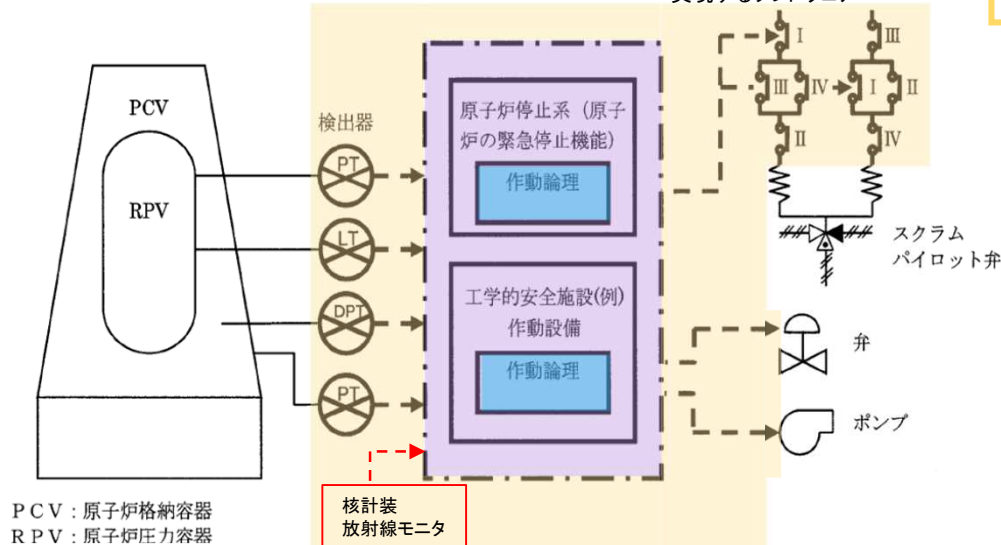 PCV
RPV
検出器
PT
LT
DPT
PT
原子炉停止系（原子
炉の緊急停止機能）
作動論理
工学的安全施設(例)
作動設備
作動論理
核計装
放射線モニタ
I
III
III
IV
I
II
II
IV
スクラム
パイロット弁
弁
ポンプ
PCV：原子炉格納容器
RPV：原子炉圧力容器